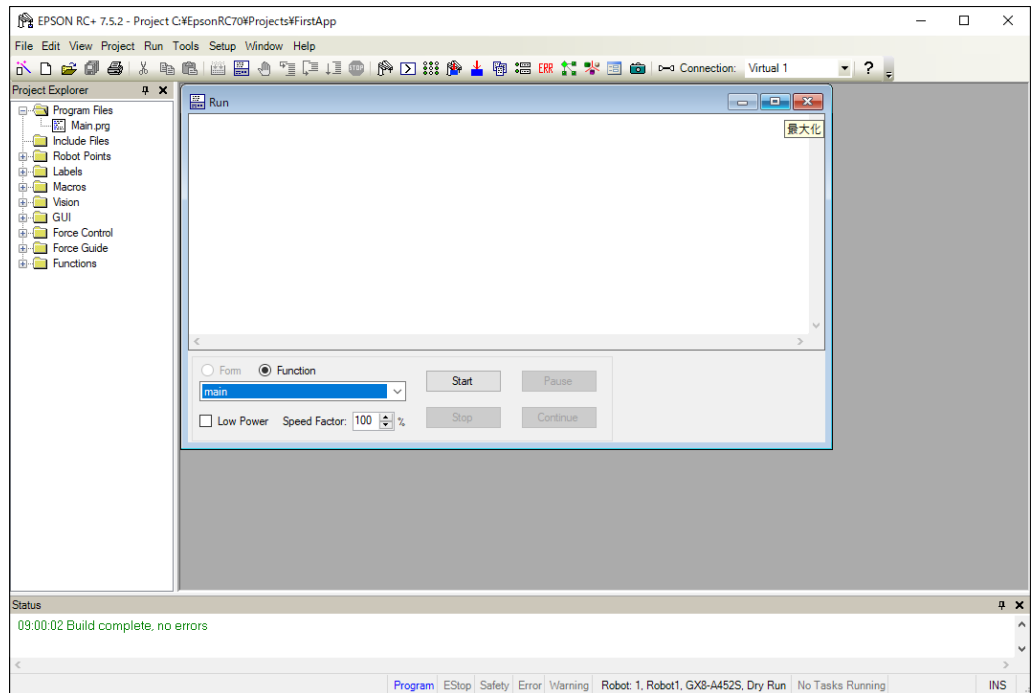 EPSON RC+ 7.5.2 - Project C:¥EpsonRC70¥Projects¥FirstApp
File Edit View Project Run Tools Setup Window Help
STOP ERR Connection: Virtual 1 ?
Project Explorer
Program Files
Main.prg
Include Files
Robot Points
Labels
Macros
Vision
GUI
Force Control
Force Guide
Functions
Run
最大化
Form Function
main
Start Pause
Low Power Speed Factor: 100 %
Stop Continue
Status
09:00:02 Build complete, no errors
Program EStop Safety Error Warning Robot: 1, Robot1, GX8-A452S, Dry Run No Tasks Running INS